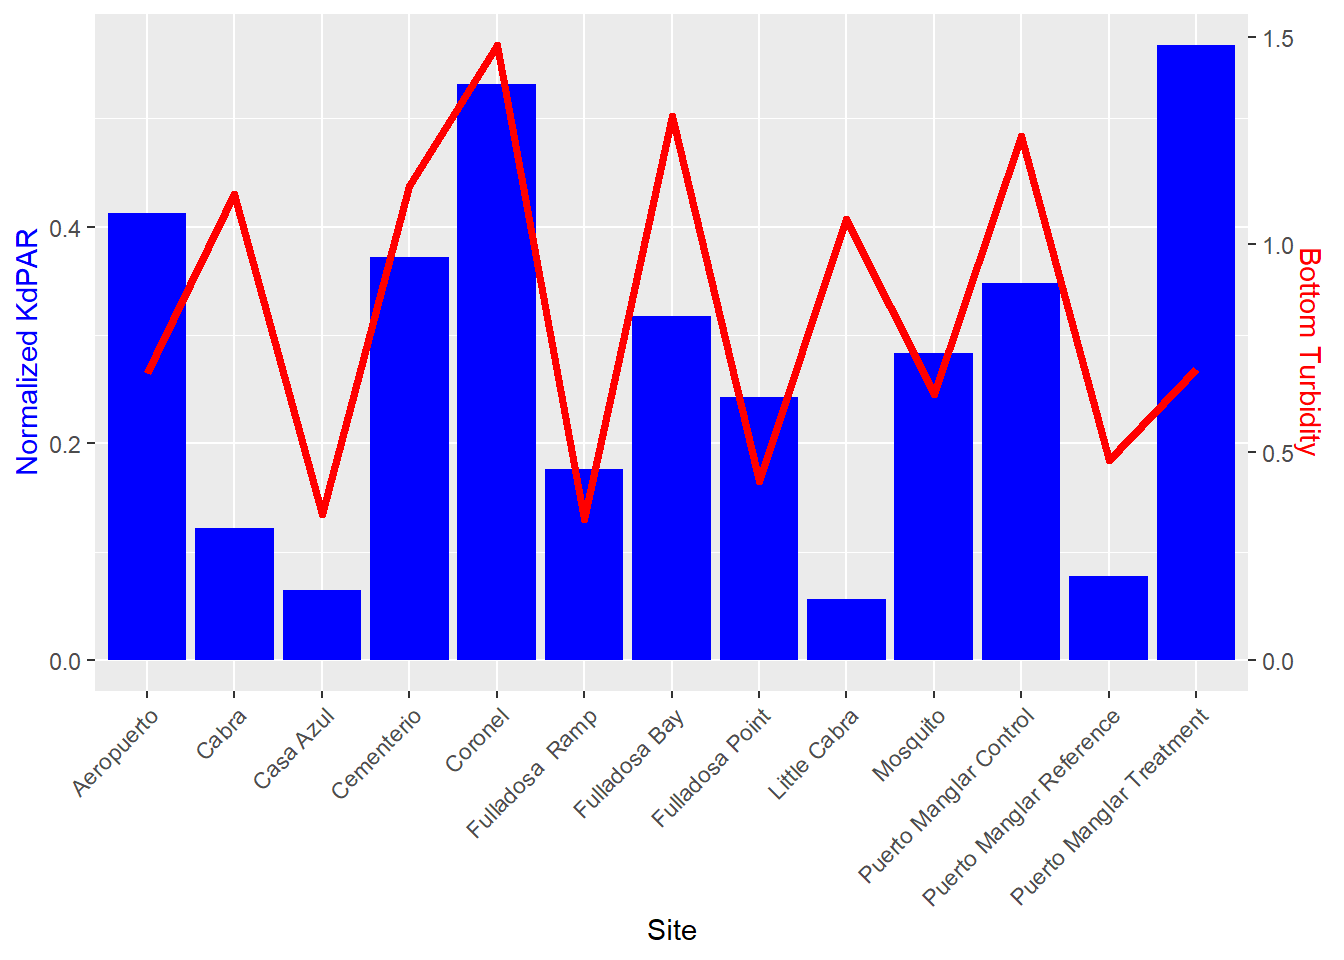 Normalized KdPAR
0.4
0.2
0.0
1.5
1.0
0.5
0.0
Bottom Turbidity
Aeropuerto
Cabra
Casa Azul
Cementerio
Coronel
Fulladosa  Ramp
Fulladosa Bay
Fulladosa Point
Little Cabra
Mosquito
Puerto Manglar Control
Puerto Manglar Reference
Puerto Manglar Treatment
Site